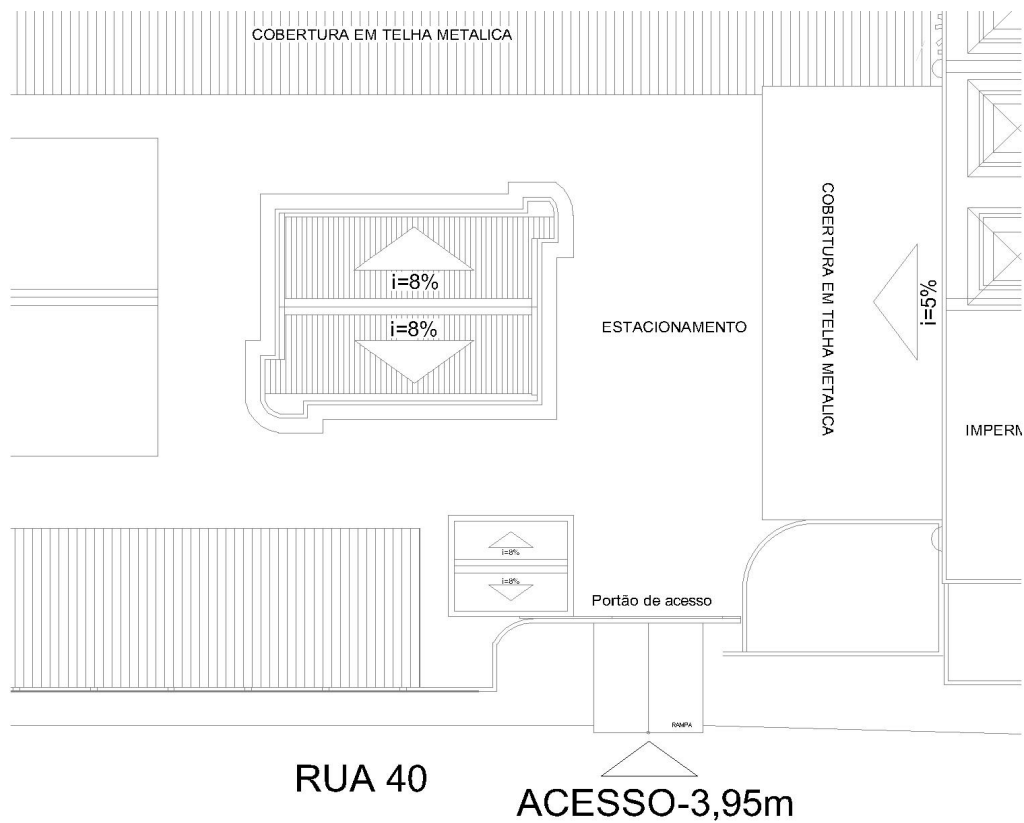 COBERTURA EM TELHA METALICA
COBERTURA EM TELHA METALICA
i=8%
i=5%
i=8%
ESTACIONAMENTO
IMPERM
i=8%
i=8%
Portão de acesso
RAMPA
RUA 40
ACESSO-3,95m